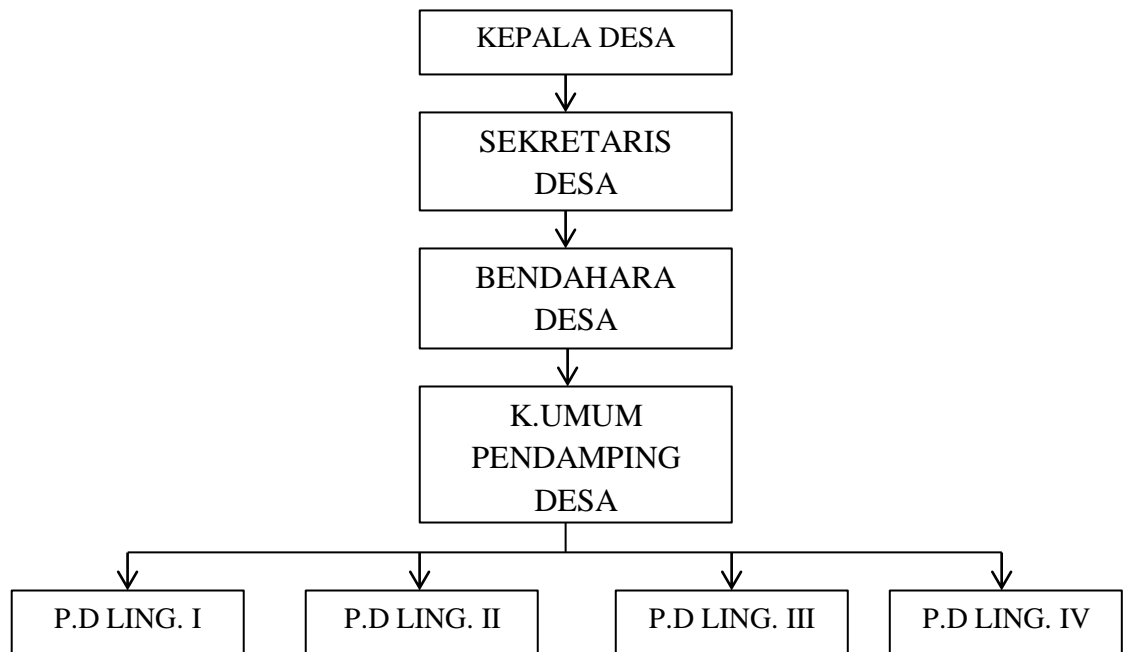 KEPALA DESA
SEKRETARIS
DESA
BENDAHARA
DESA
K.UMUM
PENDAMPING
DESA
P.D LING. I
P.D LING. II
P.D LING. III
P.D LING. IV